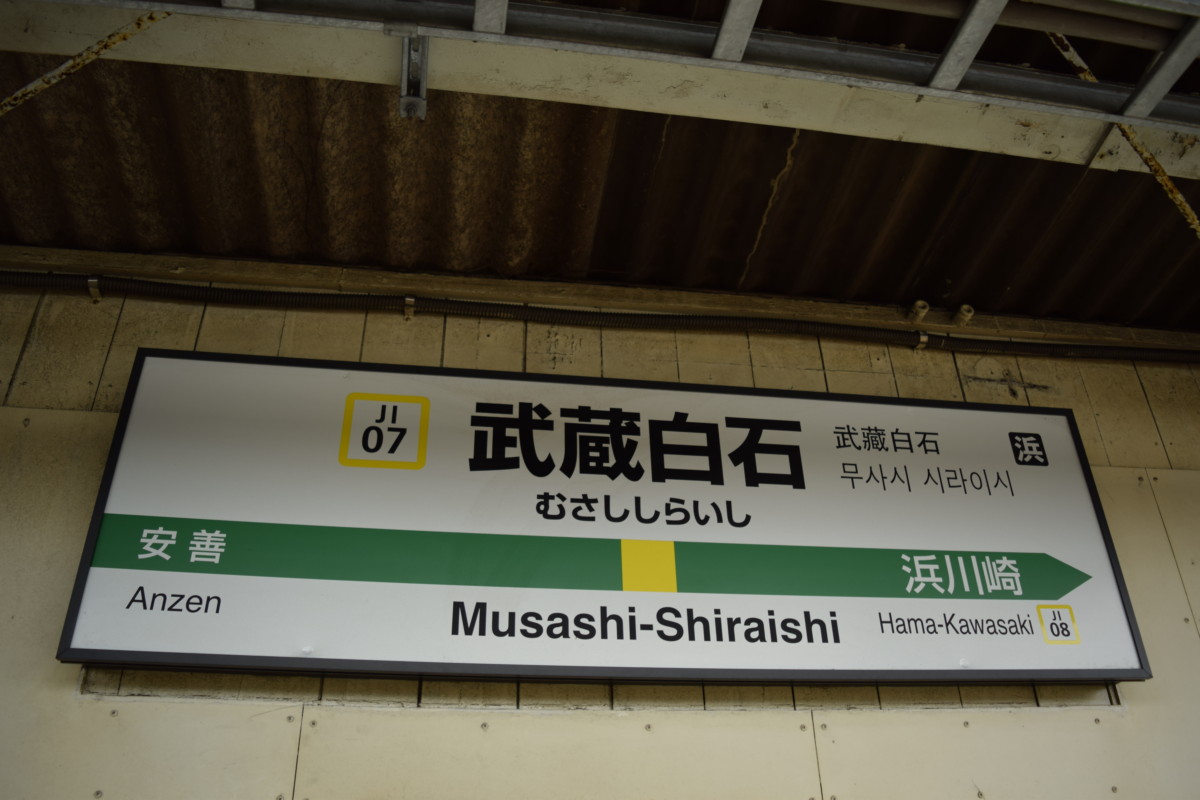 JI
07
武蔵白石
むさししらいし
武藏白石
무사시 시라이시
浜
安善
浜川崎
Anzen
Musashi-Shiraishi
Hama-Kawasaki
JI
08